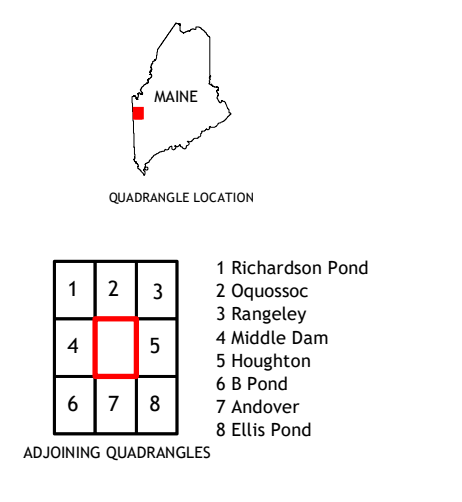 MAINE
QUADRANGLE LOCATION
1 2 3
4 5
6 7 8
ADJOINING QUADRANGLES
1 Richardson Pond
2 Oquossoc
3 Rangeley
4 Middle Dam
5 Houghton
6 B Pond
7 Andover
8 Ellis Pond